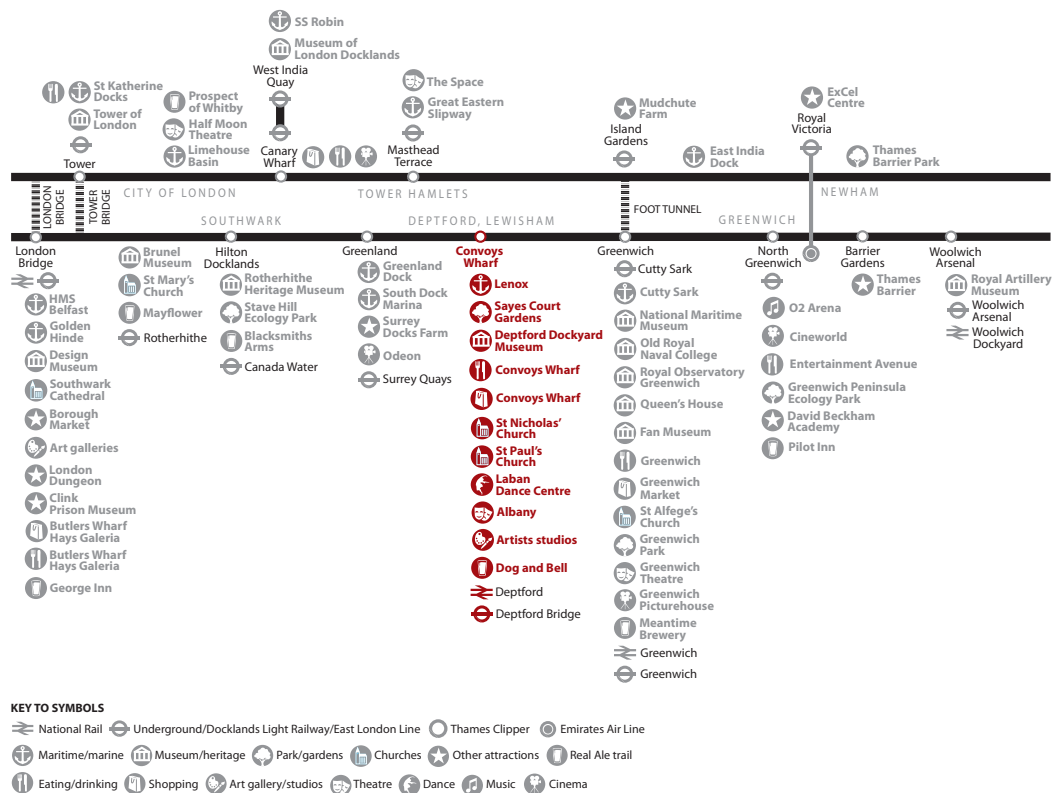 SS Robin
Museum of
London Docklands
West India
Quay
St Katherine
Docks
Tower of
London
Tower
Prospect
of Whitby
Half Moon
Theatre
Limehouse
Basin
Canary
Wharf
The Space
Great Eastern
Slipway
Masthead
Terrace
Mudchute
Farm
Island
Gardens
East India
Dock
ExCel
Centre
Royal
Victoria
Thames
Barrier Park
LONDON
BRIDGE
TOWER
BRIDGE
CITY OF LONDON
TOWER HAMLETS
NEWHAM
SOUTHWARK
DEPTFORD, LEWISHAM
FOOT TUNNEL
GREENWICH
London
Bridge
HMS
Belfast
Golden
Hinde
Design
Museum
Southwark
Cathedral
Borough
Market
Art galleries
London
Dungeon
Clink
Prison Museum
Butlers Wharf
Hays Galeria
Butlers Wharf
Hays Galeria
George Inn
Brunel
Museum
St Mary's
Church
Mayflower
Rotherhithe
Hilton
Docklands
Rotherhithe
Heritage Museum
Stave Hill
Ecology Park
Blacksmiths
Arms
Canada Water
Greenland
Greenland
Dock
South Dock
Marina
Surrey
Docks Farm
Odeon
Surrey Quays
Convoys
Wharf
Lenox
Sayes Court
Gardens
Deptford Dockyard
Museum
Convoys Wharf
Convoys Wharf
St Nicholas'
Church
St Paul's
Church
Laban
Dance Centre
Albany
Artists studios
Dog and Bell
Deptford
Deptford Bridge
Greenwich
Cutty Sark
Cutty Sark
National Maritime
Museum
Old Royal
Naval College
Royal Observatory
Greenwich
Queen's House
Fan Museum
Greenwich
Greenwich
Market
St Alfege's
Church
Greenwich
Park
Greenwich
Theatre
Greenwich
Picturehouse
Meantime
Brewery
Greenwich
Greenwich
North
Greenwich
O2 Arena
Cineworld
Entertainment Avenue
Greenwich Peninsula
Ecology Park
David Beckham
Academy
Pilot Inn
Barrier
Gardens
Thames
Barrier
Woolwich
Arsenal
Royal Artillery
Museum
Woolwich
Arsenal
Woolwich
Dockyard
KEY TO SYMBOLS
National Rail Underground/Docklands Light Railway/East London Line Thames Clipper Emirates Air Line
Maritime/marine Museum/heritage Park/gardens Churches Other attractions Real Ale trail
Eating/drinking Shopping Art gallery/studios Theatre Dance Music Cinema